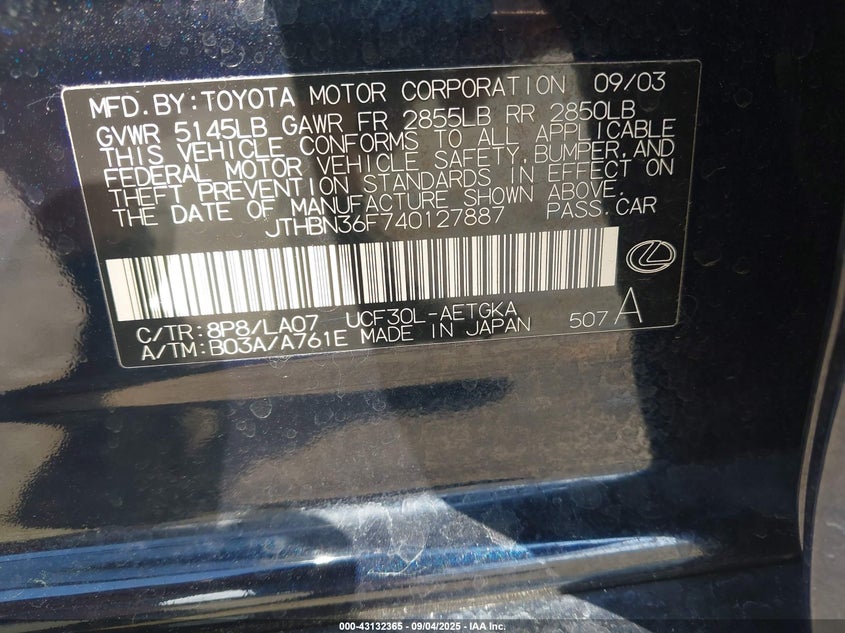 MFD.BY:TOYOTA MOTOR CORPORATION 09/03
GVWR 5145LB GAWR FR 2855LB RR 2850LB
THIS VEHICLE CONFORMS TO ALL APPLICABLE
FEDERAL MOTOR VEHICLE SAFETY,BUMPER,AND
THEFT PREVENTION STANDARDS IN EFFECT ON
THE DATE OF MANUFACTURE SHOWN ABOVE.
JTHBN36F740127887 PASS.CAR
C/TR:8P8/LA07 UCF30L-AETGKA
A/TM:B03A/A761E MADE IN JAPAN 507 A
000-43132365 - 09/04/2025 - IAA Inc.